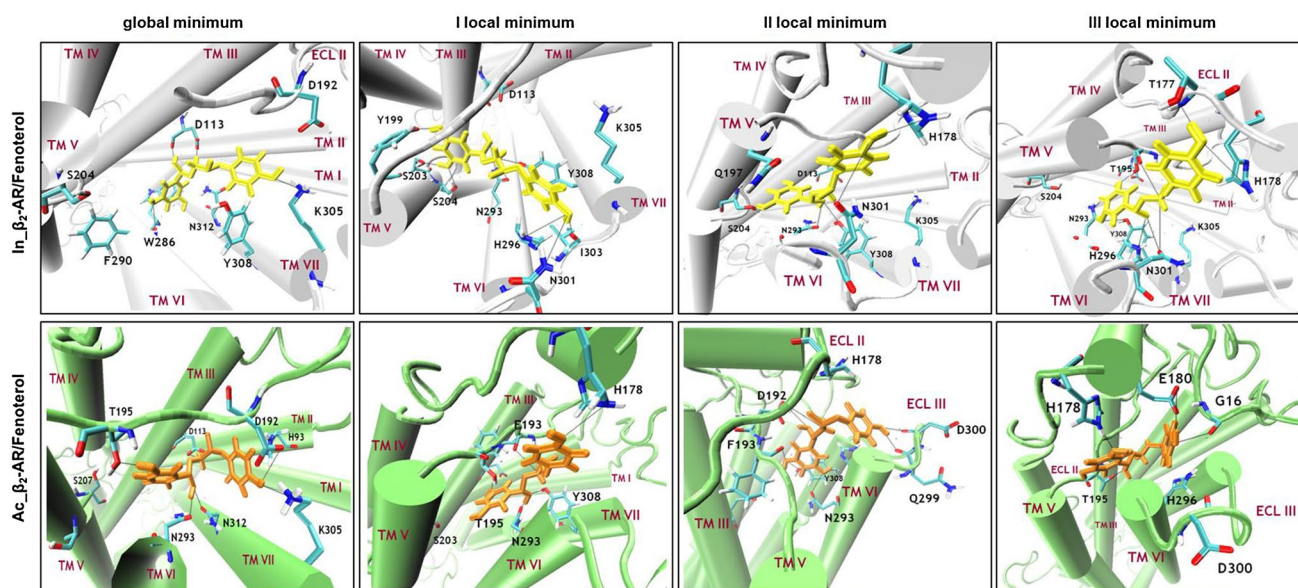 global minimum
I local minimum
II local minimum
III local minimum
In_β₂-AR/Fenoterol
TM IV
TM III
ECL II
D192
D113
TM V
TM II
TM I
S204
K305
W286
N312
F290
Y308
TM VII
TM VI
TM IV
TM III
TM II
D113
Y199
K305
S203
Y308
S204
N293
TM VII
TM V
H296
I303
TM VI
N301
TM IV
TM III
TM V
H178
Q197
D113
TM II
N301
S204
N293
K305
Y308
TM VI
TM VII
T177
ECL II
TM IV
TM III
TM V
T195
H178
S204
TM II
N293
Y308
K305
H296
N301
TM VI
TM VII
Ac_β₂-AR/Fenoterol
TM IV
TM III
T195
D192
TM II
D113
H93
S207
TM I
N312
K305
N293
TM V
TM VI
TM VII
H178
TM III
E193
TM IV
TM I
Y308
TM VII
T195
TM V
S203
N293
TM VI
ECL II
H178
D192
ECL III
D300
F193
Y308
TM VI
Q299
N293
TM III
TM V
E180
G16
H178
ECL II
TM V
T195
H296
TM III
ECL III
TM VI
D300